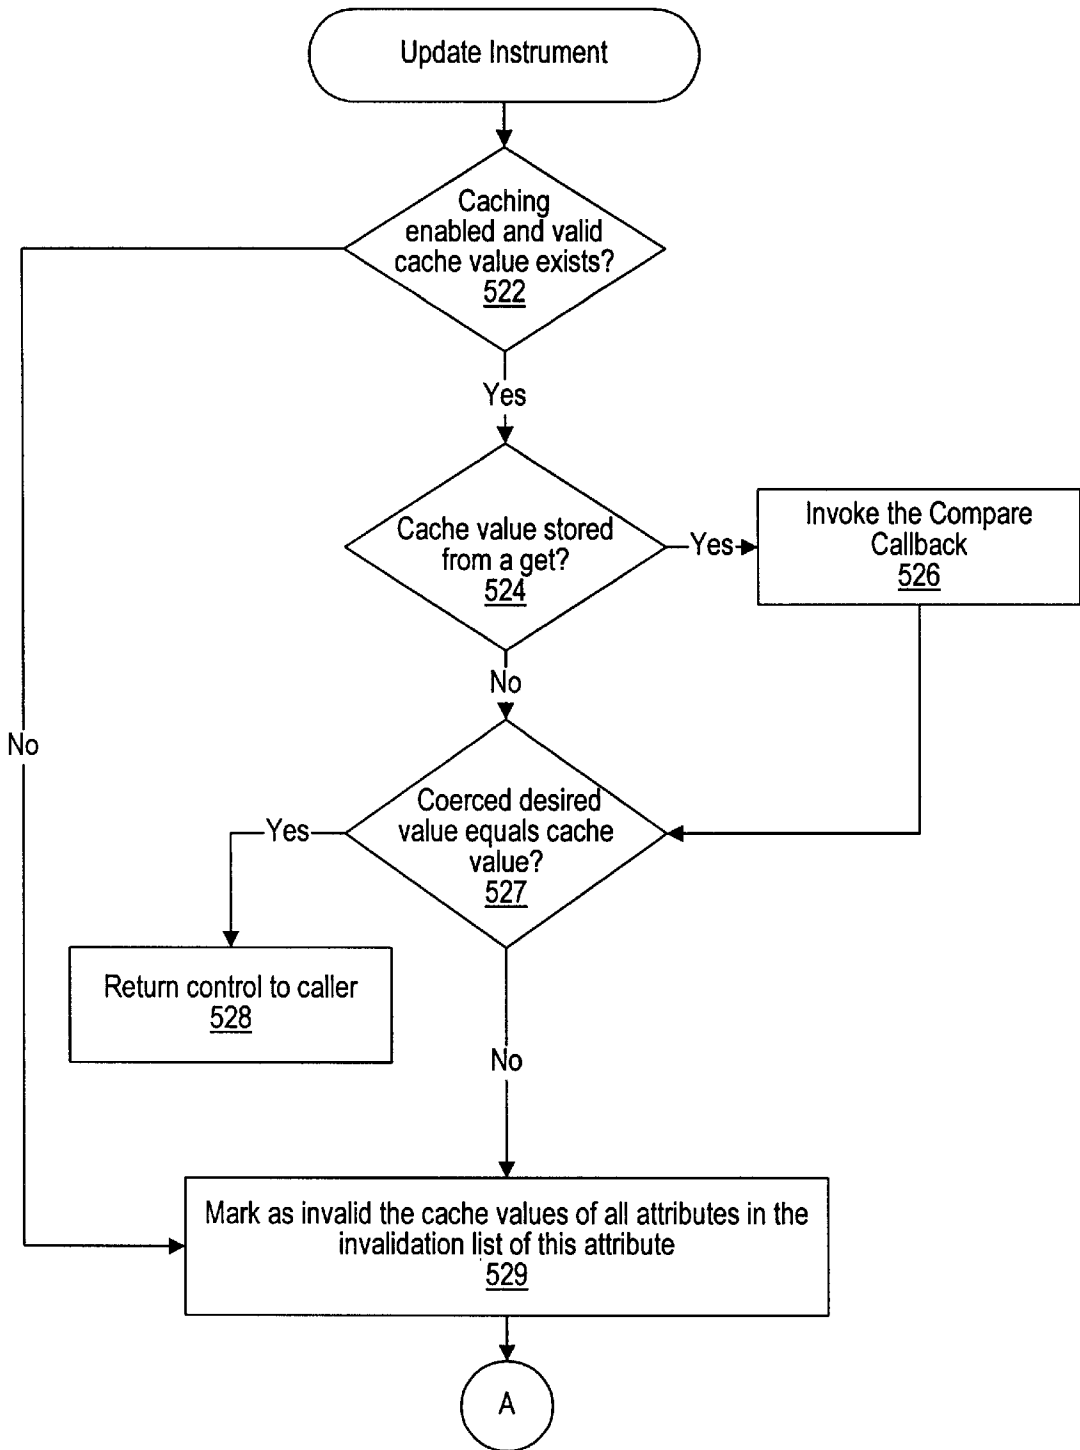 Update Instrument
Caching
enabled and valid
cache value exists?
522
Yes
Cache value stored
from a get?
524
Yes
Invoke the Compare
Callback
526
No
No
Coerced desired
value equals cache
value?
527
Yes
Return control to caller
528
No
Mark as invalid the cache values of all attributes in the
invalidation list of this attribute
529
A